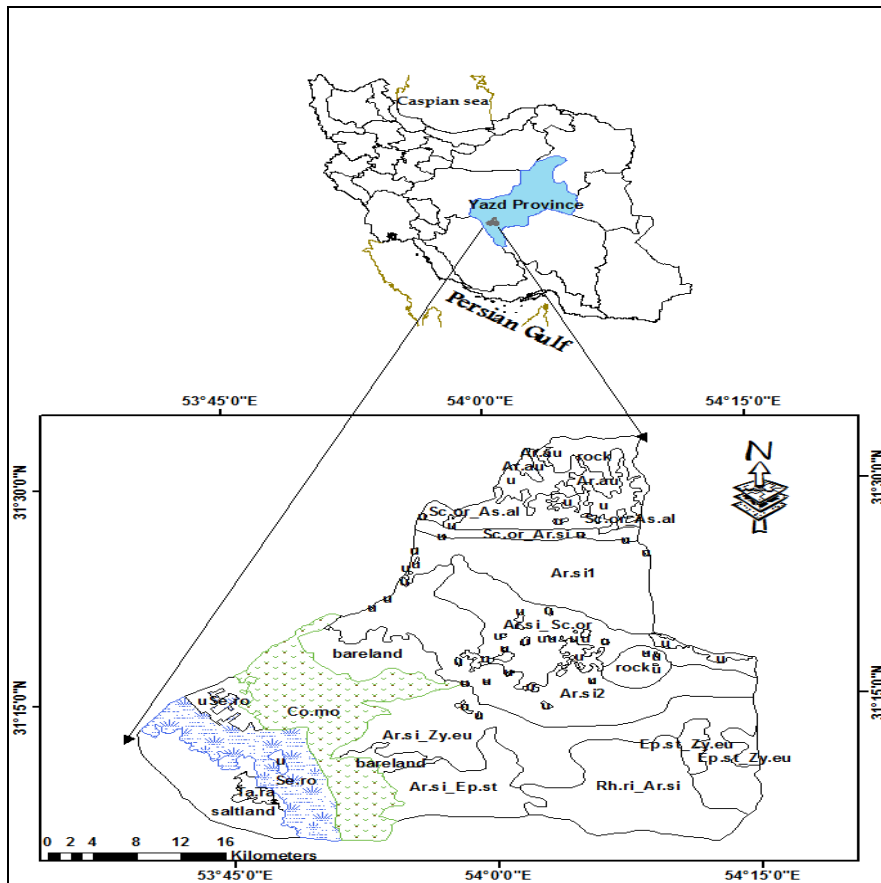 Caspian sea
Yazd Province
Persian Gulf
53°45'0"E 54°0'0"E 54°15'0"E
31°30'0"N 31°30'0"N
31°15'0"N 31°15'0"N
N
Ar.au
rock
Ar.au
Ar.au
u
u
u
Sc.or_As.al
Sc.or_As.al
Sc.or_Ar.si
Ar.si1
Ar.si_Sc.or
bareland
rock
Ar.si2
uSe.ro
Co.mo
Ar.si_Zy.eu
Ep.st_Zy.eu
Ep.st_Zy.eu
bareland
u
Se.ro
Ar.si_Ep.st
Rh.ri_Ar.si
Ta.Ra
saltland
0 2 4 8 12 16
Kilometers
53°45'0"E 54°0'0"E 54°15'0"E